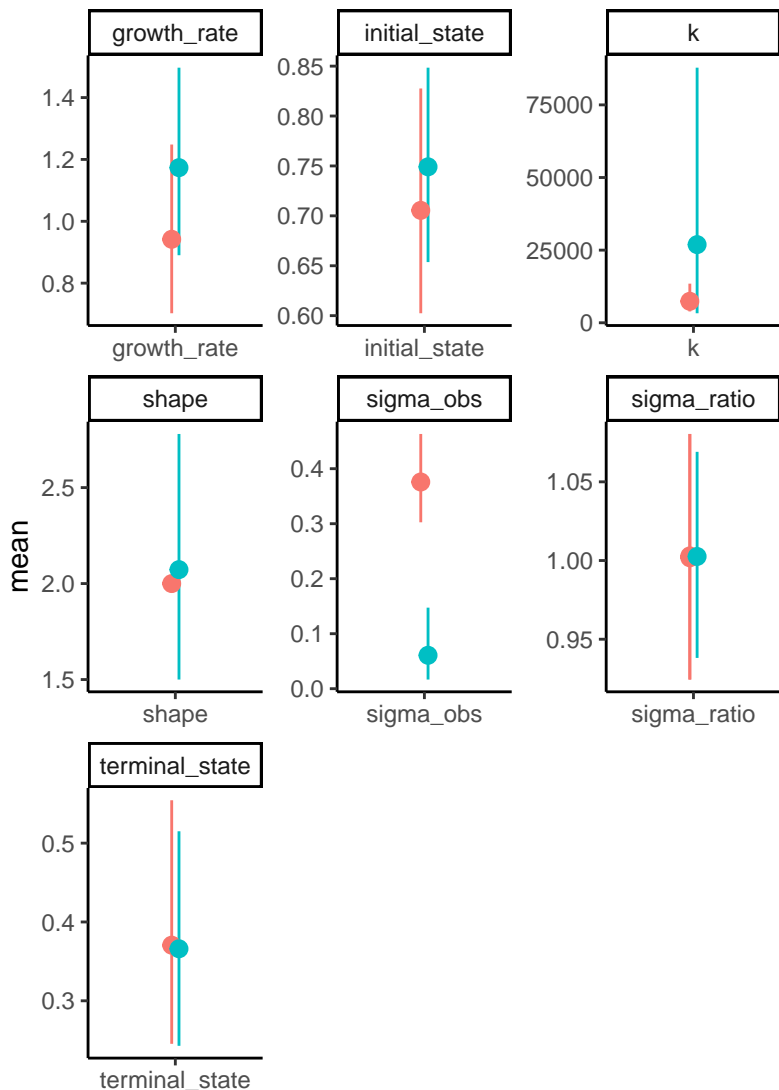 growth_rate
initial_state
k
1.4
1.2
1.0
0.8
0.85
0.80
0.75
0.70
0.65
0.60
75000
50000
25000
0
growth_rate
initial_state
k
shape
sigma_obs
sigma_ratio
mean
2.5
2.0
1.5
0.4
0.3
0.2
0.1
0.0
1.05
1.00
0.95
shape
sigma_obs
sigma_ratio
terminal_state
0.5
0.4
0.3
terminal_state